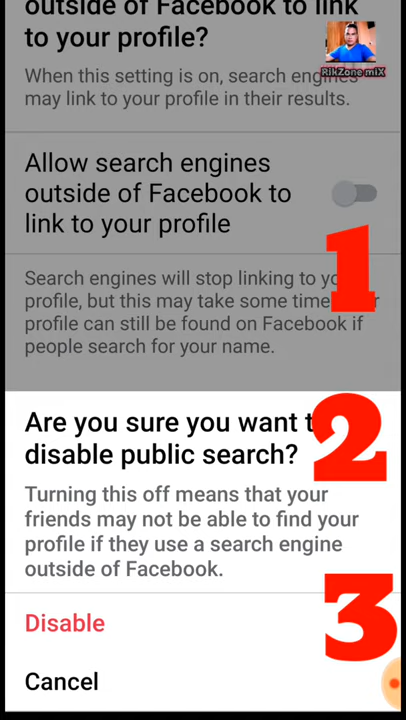 outside of Facebook to link
to your profile?
When this setting is on, search engines
may link to your profile in their results.
RikZone miX
Allow search engines
outside of Facebook to
link to your profile
1
Search engines will stop linking to yo
profile, but this may take some time
profile can still be found on Facebook if
people search for your name.
2
Are you sure you want t
disable public search?
Turning this off means that your
friends may not be able to find your
profile if they use a search engine
outside of Facebook.
3
Disable
Cancel